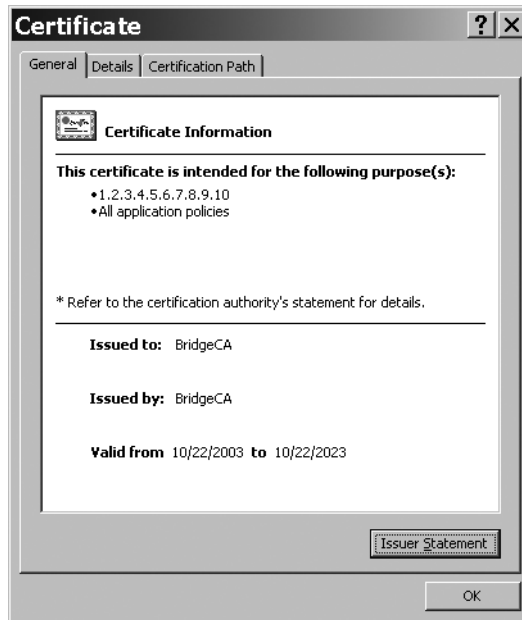 Certificate
General Details Certification Path
Certificate Information
This certificate is intended for the following purpose(s):
•1.2.3.4.5.6.7.8.9.10
•All application policies
* Refer to the certification authority's statement for details.
Issued to: BridgeCA
Issued by: BridgeCA
Valid from 10/22/2003 to 10/22/2023
Issuer Statement
OK